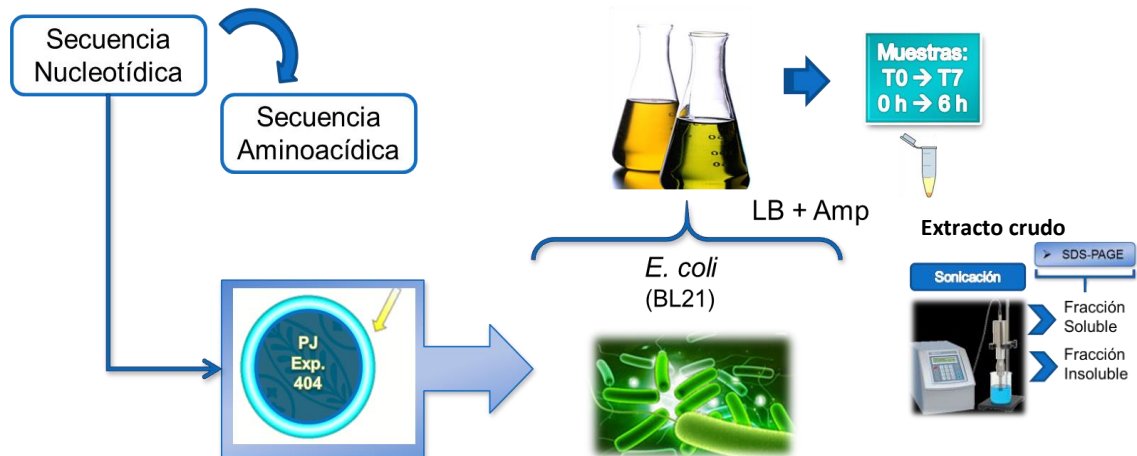 Secuencia
Nucleotídica
Secuencia
Aminoacídica
PJ
Exp.
404
LB + Amp
E. coli
(BL21)
Muestras:
T0 → T7
0 h → 6 h
Extracto crudo
➢ SDS-PAGE
Sonicación
Fracción
Soluble
Fracción
Insoluble